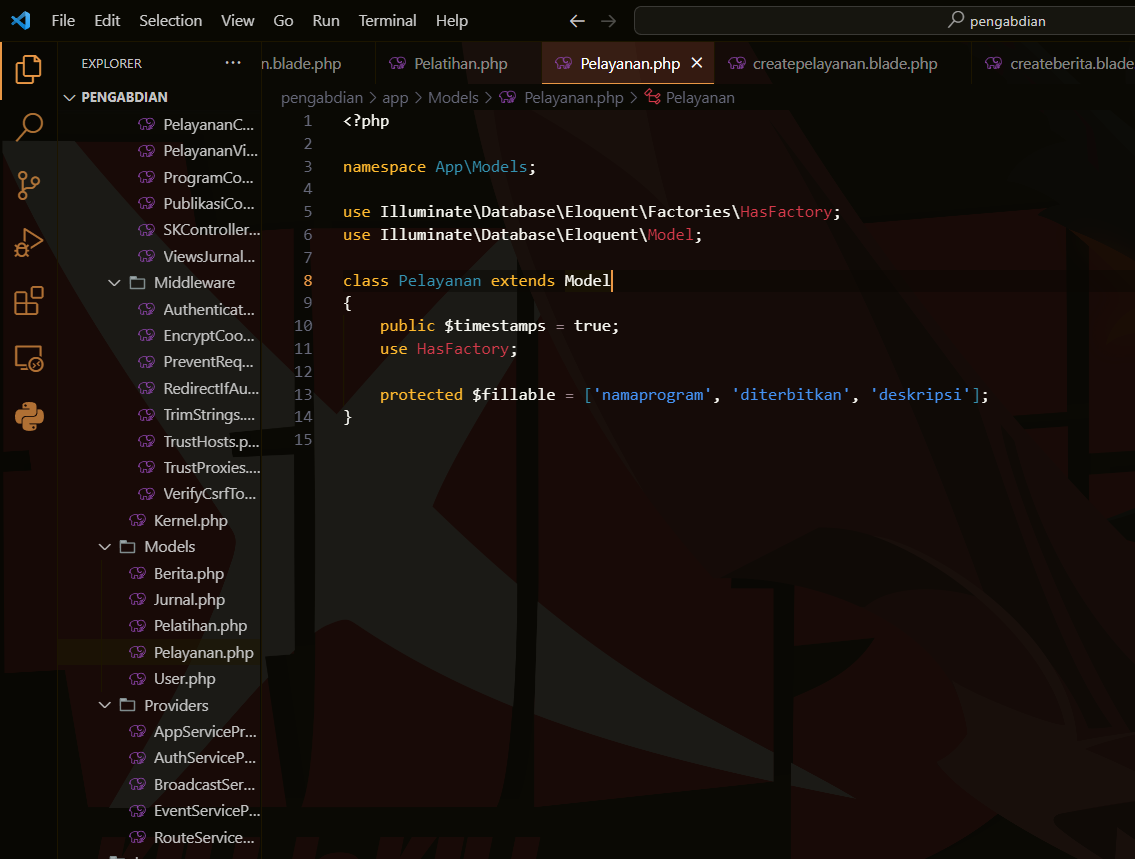 File Edit Selection View Go Run Terminal Help
pengabdian
EXPLORER ...
n.blade.php Pelatihan.php Pelayanan.php createpelayanan.blade.php createberita.blade
PENGABDIAN
pengabdian > app > Models > Pelayanan.php > Pelayanan
PelayananC...
PelayananVi...
ProgramCo...
PublikasiCo...
SKController...
ViewsJurnal...
Middleware
Authenticat...
EncryptCoo...
PreventReq...
RedirectIfAu...
TrimStrings....
TrustHosts.p...
TrustProxies....
VerifyCsrfTo...
Kernel.php
Models
Berita.php
Jurnal.php
Pelatihan.php
Pelayanan.php
User.php
Providers
AppServicePr...
AuthServiceP...
BroadcastSer...
EventServiceP...
RouteService...
1 <?php
2
3 namespace App\Models;
4
5 use Illuminate\Database\Eloquent\Factories\HasFactory;
6 use Illuminate\Database\Eloquent\Model;
7
8 class Pelayanan extends Model
9 {
10 public $timestamps = true;
11 use HasFactory;
12
13 protected $fillable = ['namaprogram', 'diterbitkan', 'deskripsi'];
14 }
15